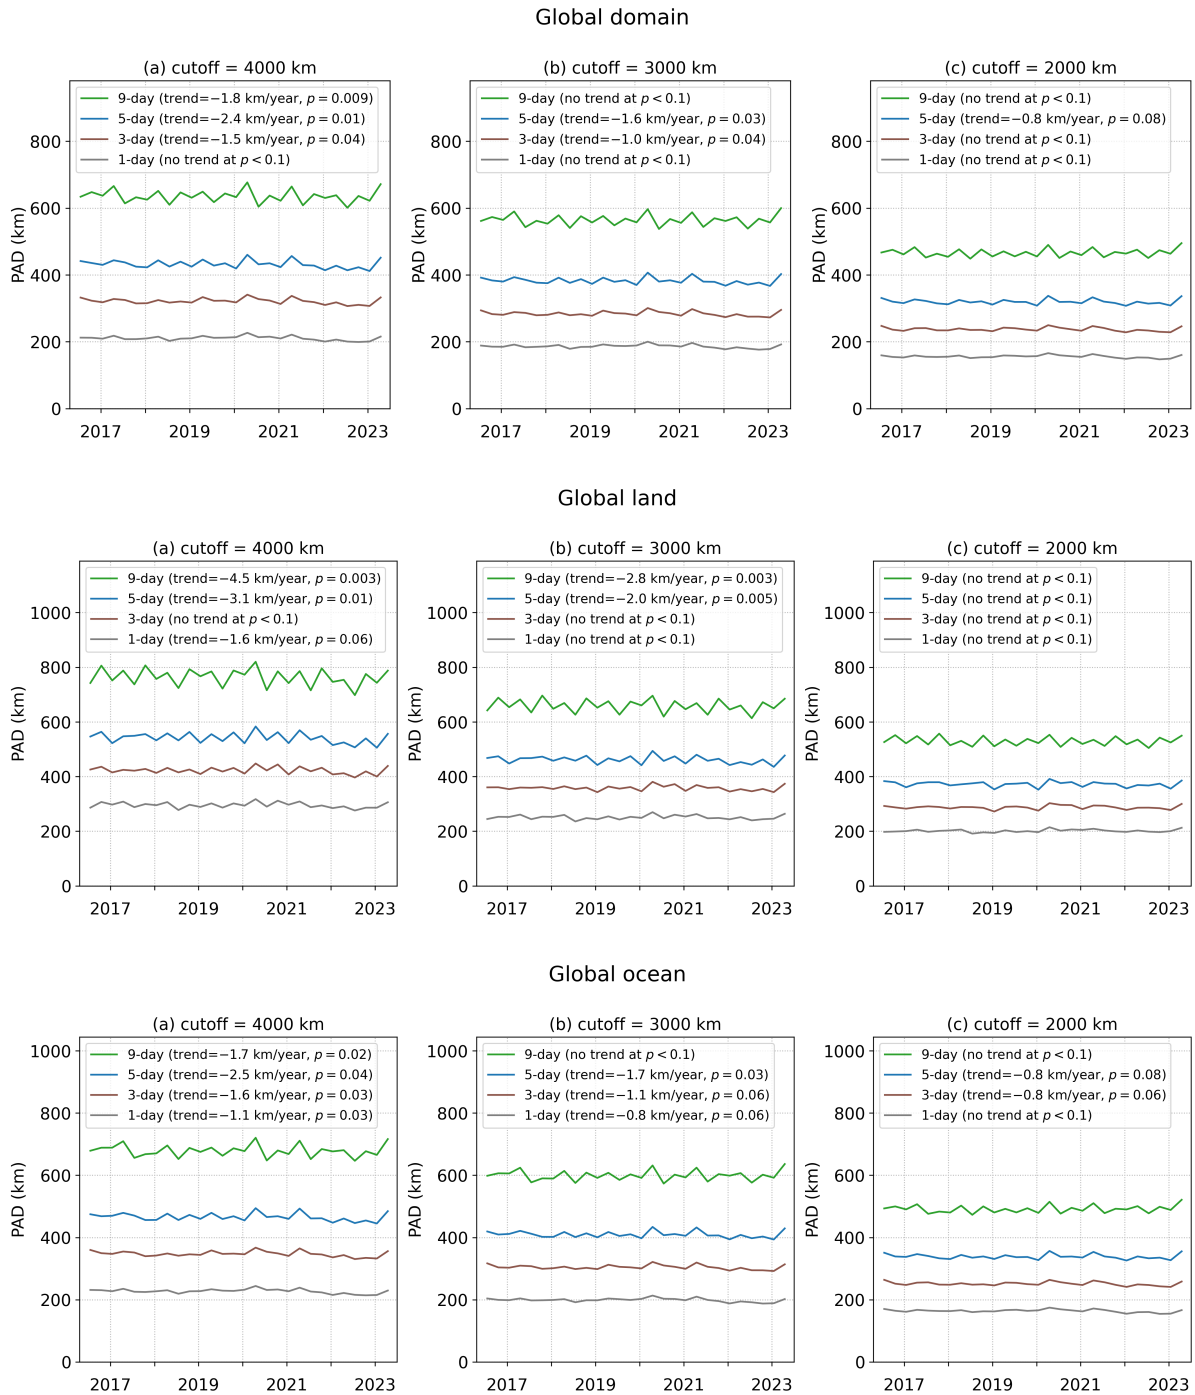 Global domain
(a) cutoff = 4000 km
9-day (trend=−1.8 km/year, p = 0.009)
5-day (trend=−2.4 km/year, p = 0.01)
3-day (trend=−1.5 km/year, p = 0.04)
1-day (no trend at p < 0.1)
PAD (km)
800
600
400
200
0
2017 2019 2021 2023
(b) cutoff = 3000 km
9-day (no trend at p < 0.1)
5-day (trend=−1.6 km/year, p = 0.03)
3-day (trend=−1.0 km/year, p = 0.04)
1-day (no trend at p < 0.1)
PAD (km)
800
600
400
200
0
2017 2019 2021 2023
(c) cutoff = 2000 km
9-day (no trend at p < 0.1)
5-day (trend=−0.8 km/year, p = 0.08)
3-day (no trend at p < 0.1)
1-day (no trend at p < 0.1)
PAD (km)
800
600
400
200
0
2017 2019 2021 2023
Global land
(a) cutoff = 4000 km
9-day (trend=−4.5 km/year, p = 0.003)
5-day (trend=−3.1 km/year, p = 0.01)
3-day (no trend at p < 0.1)
1-day (trend=−1.6 km/year, p = 0.06)
PAD (km)
1000
800
600
400
200
0
2017 2019 2021 2023
(b) cutoff = 3000 km
9-day (trend=−2.8 km/year, p = 0.003)
5-day (trend=−2.0 km/year, p = 0.005)
3-day (no trend at p < 0.1)
1-day (no trend at p < 0.1)
PAD (km)
1000
800
600
400
200
0
2017 2019 2021 2023
(c) cutoff = 2000 km
9-day (no trend at p < 0.1)
5-day (no trend at p < 0.1)
3-day (no trend at p < 0.1)
1-day (no trend at p < 0.1)
PAD (km)
1000
800
600
400
200
0
2017 2019 2021 2023
Global ocean
(a) cutoff = 4000 km
9-day (trend=−1.7 km/year, p = 0.02)
5-day (trend=−2.5 km/year, p = 0.04)
3-day (trend=−1.6 km/year, p = 0.03)
1-day (trend=−1.1 km/year, p = 0.03)
PAD (km)
1000
800
600
400
200
0
2017 2019 2021 2023
(b) cutoff = 3000 km
9-day (no trend at p < 0.1)
5-day (trend=−1.7 km/year, p = 0.03)
3-day (trend=−1.1 km/year, p = 0.06)
1-day (trend=−0.8 km/year, p = 0.06)
PAD (km)
1000
800
600
400
200
0
2017 2019 2021 2023
(c) cutoff = 2000 km
9-day (no trend at p < 0.1)
5-day (trend=−0.8 km/year, p = 0.08)
3-day (trend=−0.8 km/year, p = 0.06)
1-day (no trend at p < 0.1)
PAD (km)
1000
800
600
400
200
0
2017 2019 2021 2023